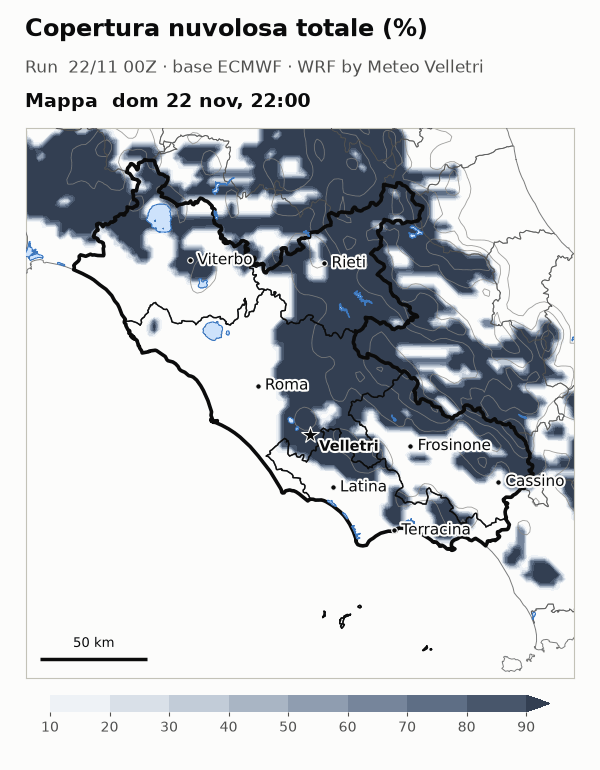 Copertura nuvolosa totale (%)
Run  22/11 00Z · base ECMWF · WRF by Meteo Velletri
Mappa  dom 22 nov, 22:00
Viterbo
Rieti
Roma
Velletri
Frosinone
Latina
Cassino
Terracina
50 km
10 20 30 40 50 60 70 80 90